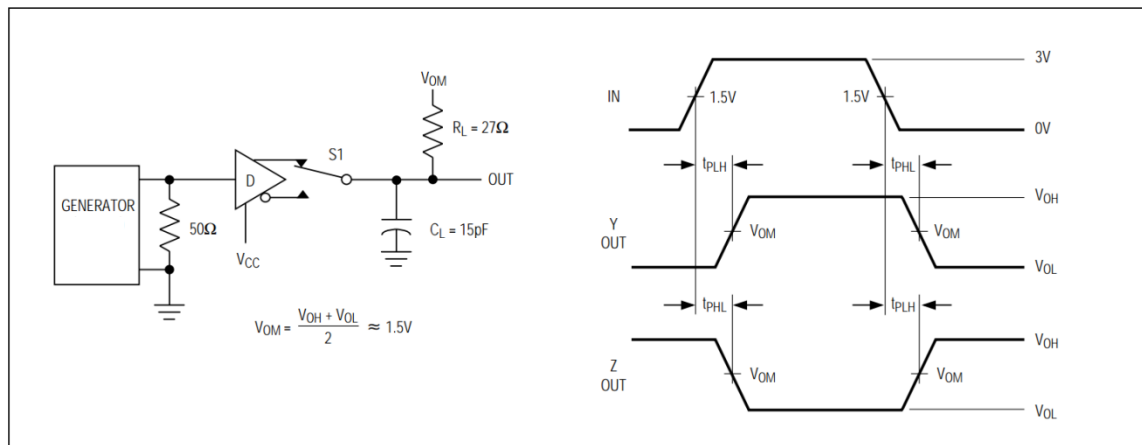 VOM
RL = 27Ω
S1
D
OUT
GENERATOR
50Ω
CL = 15pF
VCC
VOM = VOH + VOL
2
≈ 1.5V
3V
IN
1.5V
1.5V
0V
tPLH
tPHL
VOH
Y
OUT
VOM
VOM
VOL
tPHL
tPLH
VOH
Z
OUT
VOM
VOM
VOL